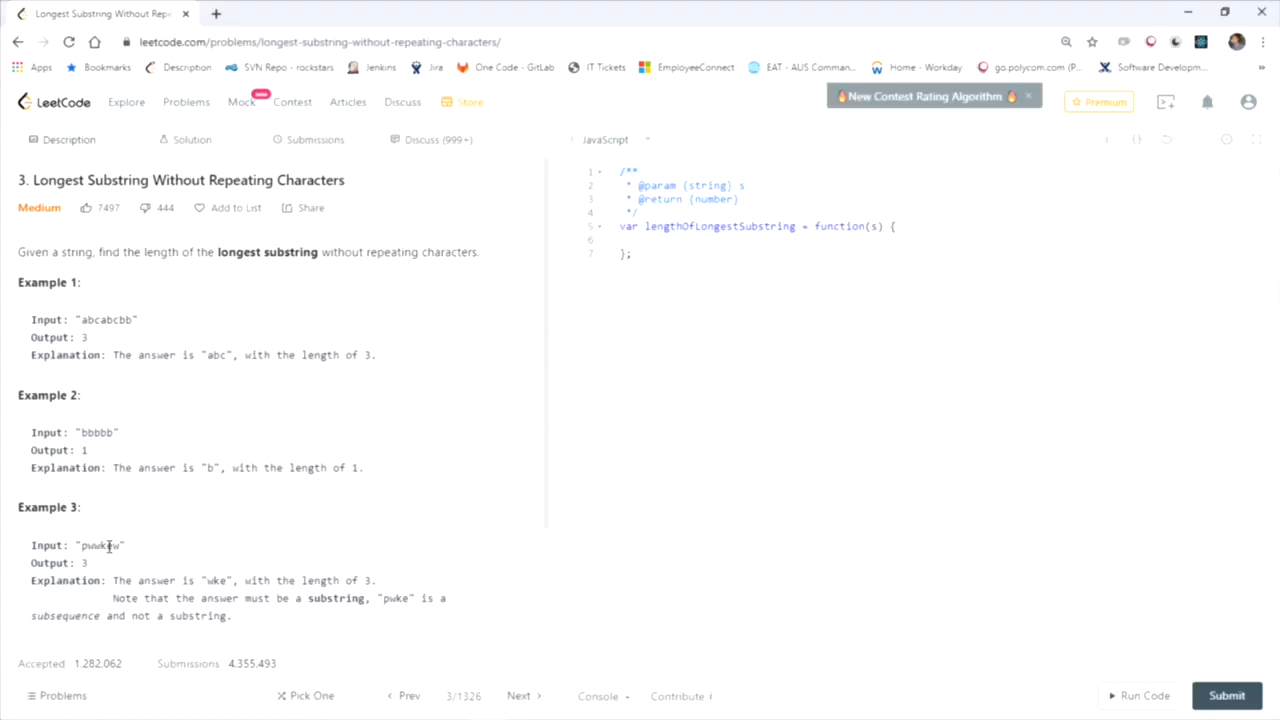 Longest Substring Without Rep
leetcode.com/problems/longest-substring-without-repeating-characters/
Apps Bookmarks Description SVN Repo - rockstars Jenkins Jira One Code - GitLab IT Tickets EmployeeConnect EAT - AUS Comman... Home - Workday go.polycom.com (P... Software Developm... »
LeetCode Explore Problems Mock Contest Articles Discuss Store 🔥New Contest Rating Algorithm 🔥 × Premium
Description Solution Submissions Discuss (999+) JavaScript
3. Longest Substring Without Repeating Characters
Medium 7497 444 Add to List Share
Given a string, find the length of the longest substring without repeating characters.
Example 1:
Input: "abcabcbb"
Output: 3
Explanation: The answer is "abc", with the length of 3.
Example 2:
Input: "bbbbb"
Output: 1
Explanation: The answer is "b", with the length of 1.
Example 3:
Input: "pwwkew"
Output: 3
Explanation: The answer is "wke", with the length of 3.
Note that the answer must be a substring, "pwke" is a
subsequence and not a substring.
Accepted 1,282,062 Submissions 4,355,493
Problems Pick One < Prev 3/1326 Next >
1 /**
2 * @param {string} s
3 * @return {number}
4 */
5 var lengthOfLongestSubstring = function(s) {
6
7 };
Console Contribute i Run Code Submit